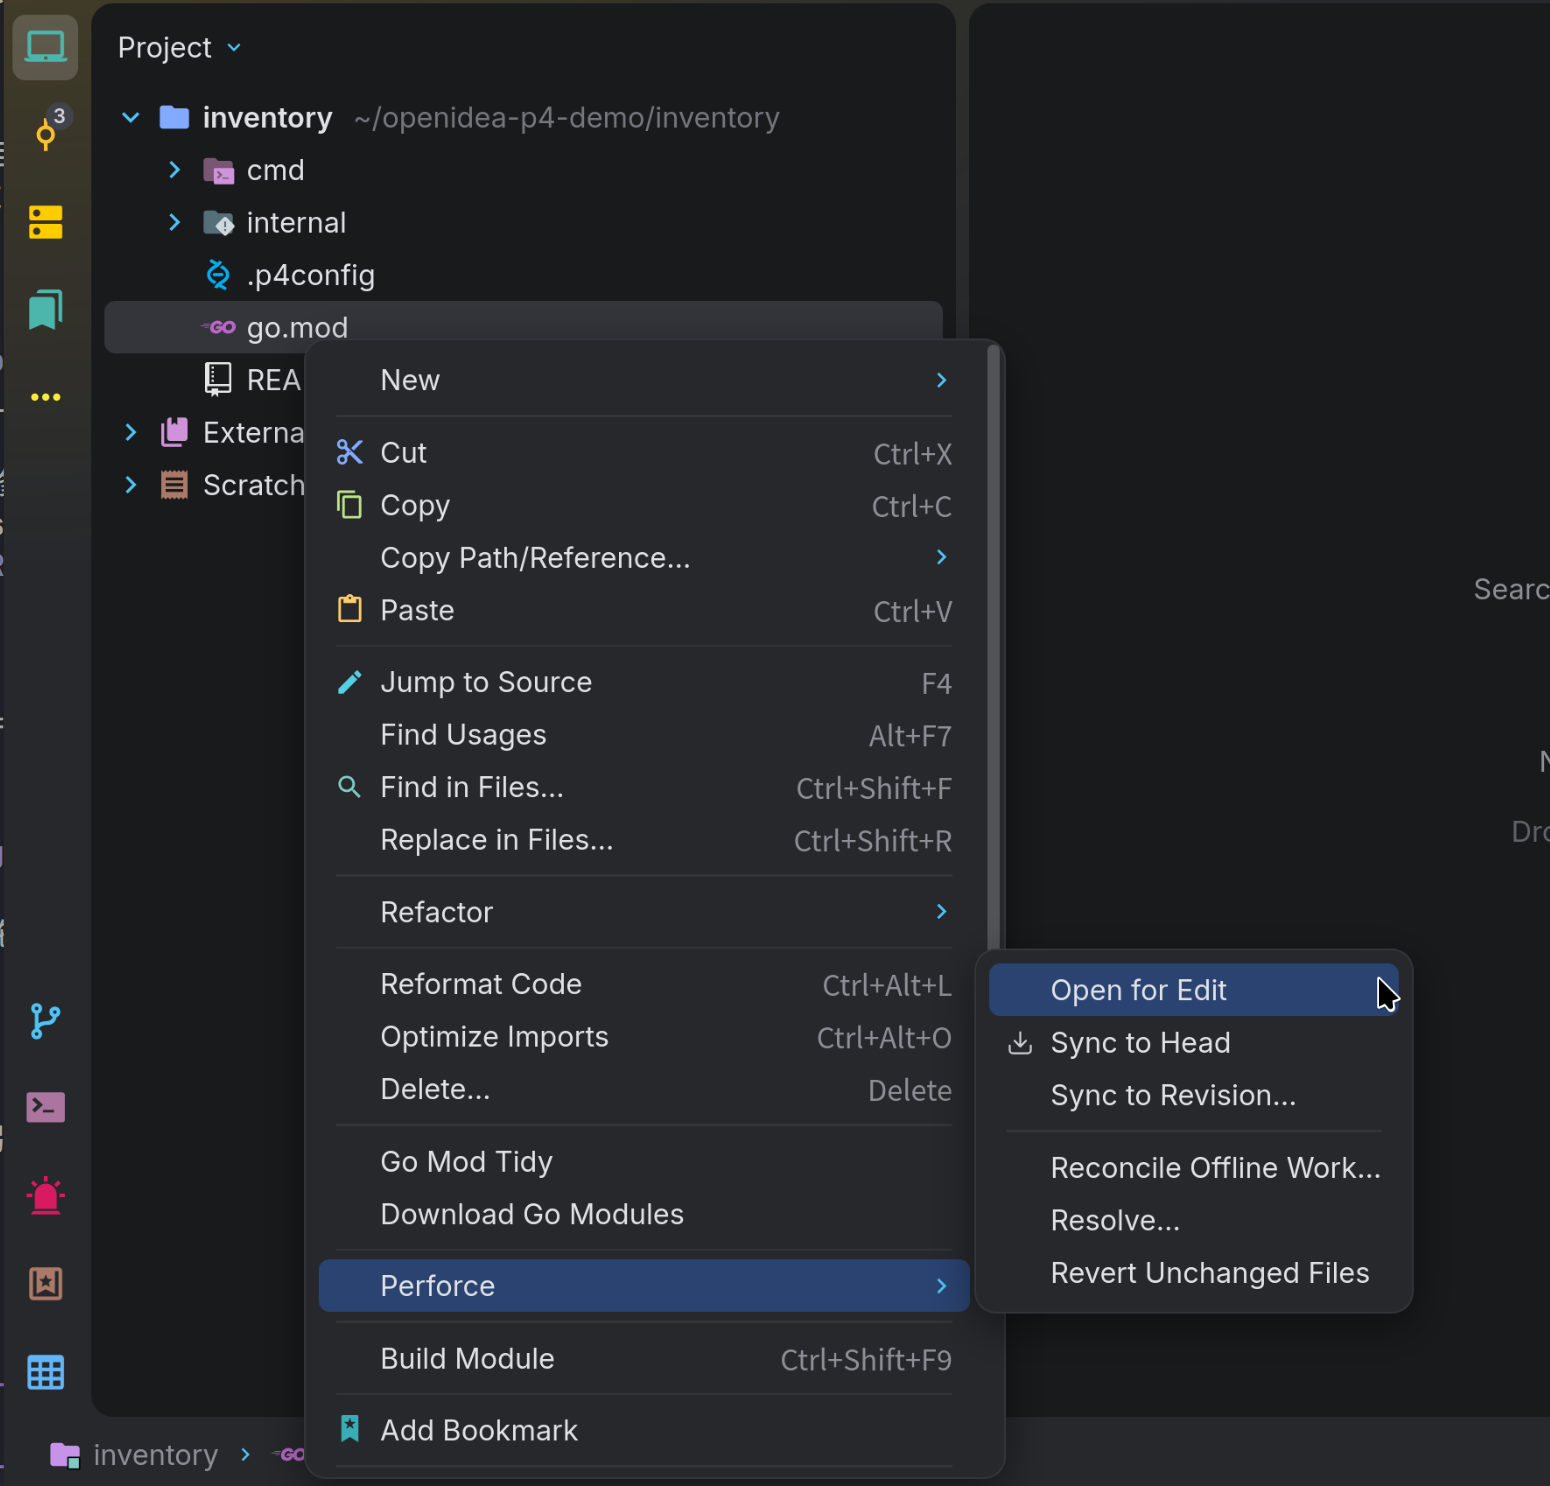 Project
3
inventory ~/openidea-p4-demo/inventory
cmd
internal
.p4config
GO go.mod
REA
Externa
Scratch
New
Cut Ctrl+X
Copy Ctrl+C
Copy Path/Reference...
Paste Ctrl+V
Jump to Source F4
Find Usages Alt+F7
Find in Files... Ctrl+Shift+F
Replace in Files... Ctrl+Shift+R
Refactor
Reformat Code Ctrl+Alt+L
Optimize Imports Ctrl+Alt+O
Delete... Delete
Go Mod Tidy
Download Go Modules
Perforce
Build Module Ctrl+Shift+F9
Add Bookmark
Open for Edit
Sync to Head
Sync to Revision...
Reconcile Offline Work...
Resolve...
Revert Unchanged Files
Searc
Dro
inventory GO